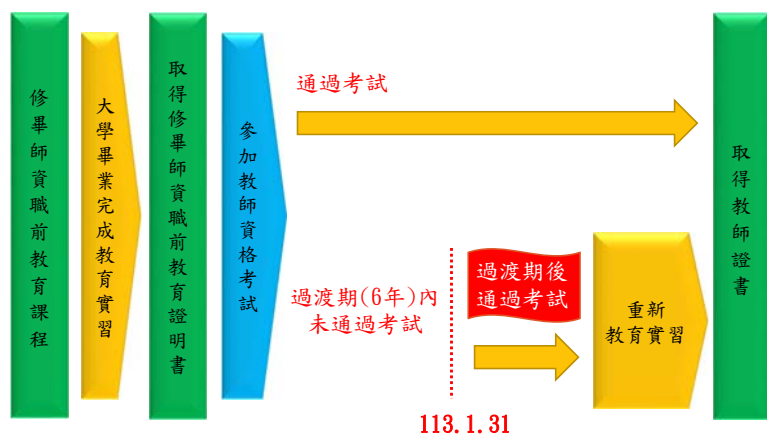 修畢師資職前教育課程
大學畢業完成教育實習
取得修畢師資職前教育證明書
參加教師資格考試
通過考試
過渡期(6年)內
未通過考試
過渡期後
通過考試
113.1.31
重新
教育實習
取得教師證書